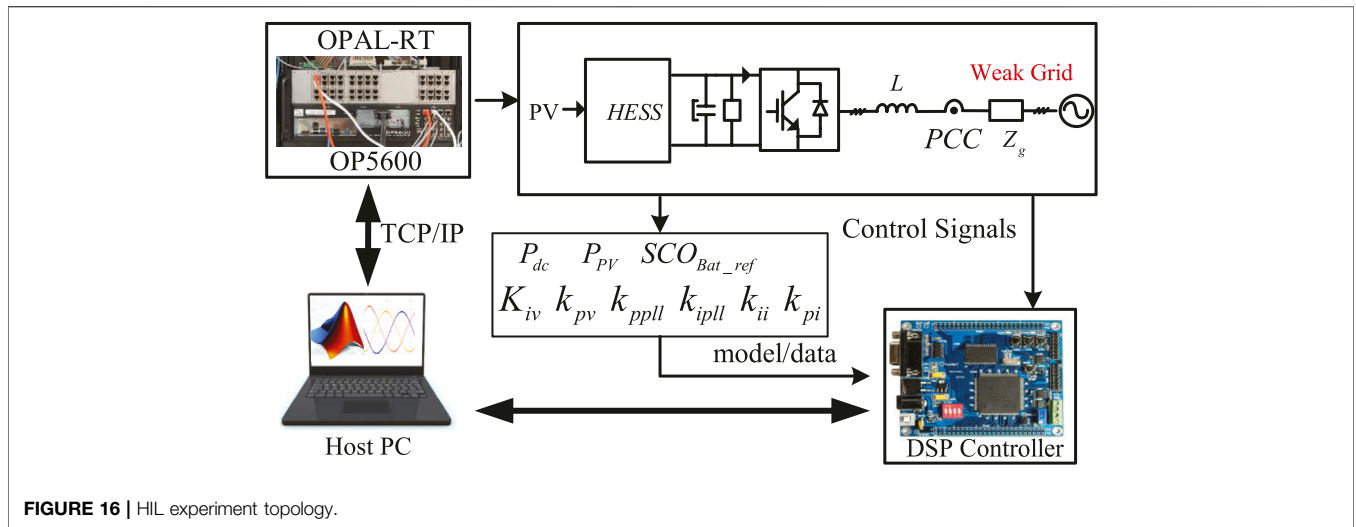 OPAL-RT
OP5600
TCP/IP
Host PC
PV
HESS
L
PCC
Z_g
Weak Grid
P_dc P_PV SCO_Bat_ref
K_iv k_pv k_ppll k_ipll k_ii k_pi
model/data
Control Signals
DSP Controller
FIGURE 16 | HIL experiment topology.